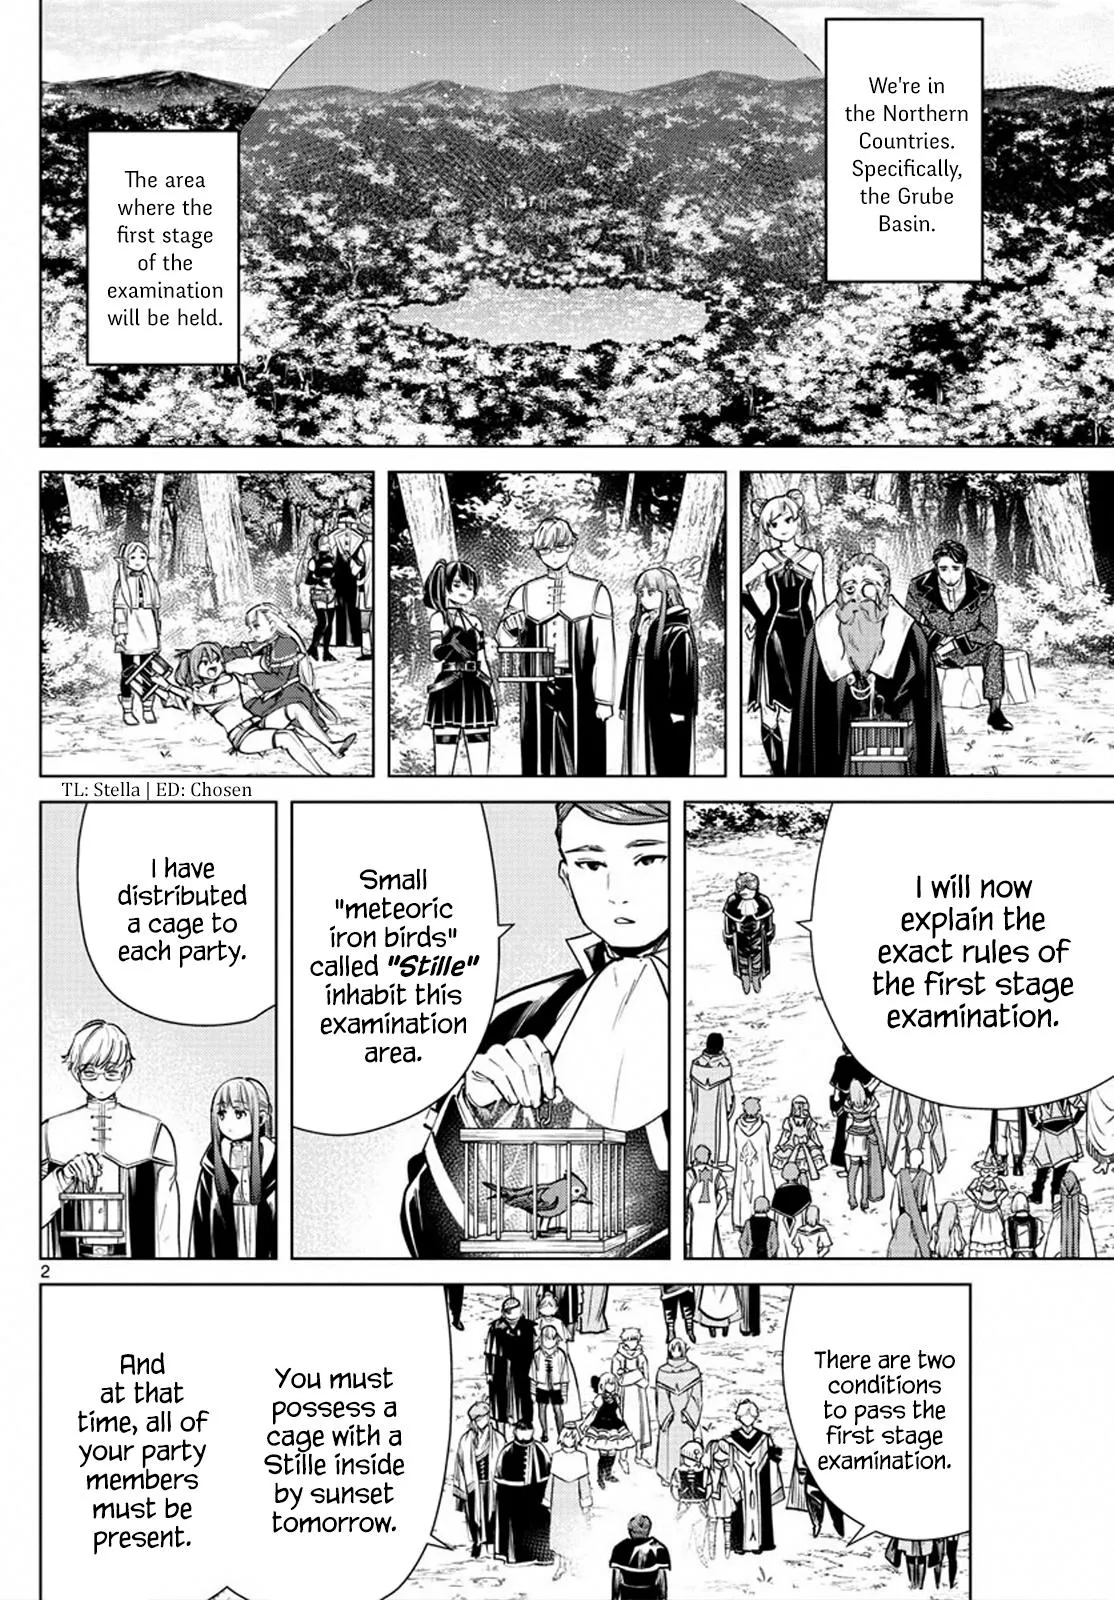 We're in
the Northern
Countries.
Specifically,
the Grube
Basin.
The area
where the
first stage
of the
examination
will be held.
TL: Stella | ED: Chosen
I will now
explain the
exact rules of
the first stage
examination.
Small
"meteoric
iron birds"
called "Stille"
inhabit this
examination
area.
I have
distributed
a cage to
each party.
2
There are two
conditions
to pass the
first stage
examination.
You must
possess a
cage with a
Stille inside
by sunset
tomorrow.
And
at that
time, all of
your party
members
must be
present.